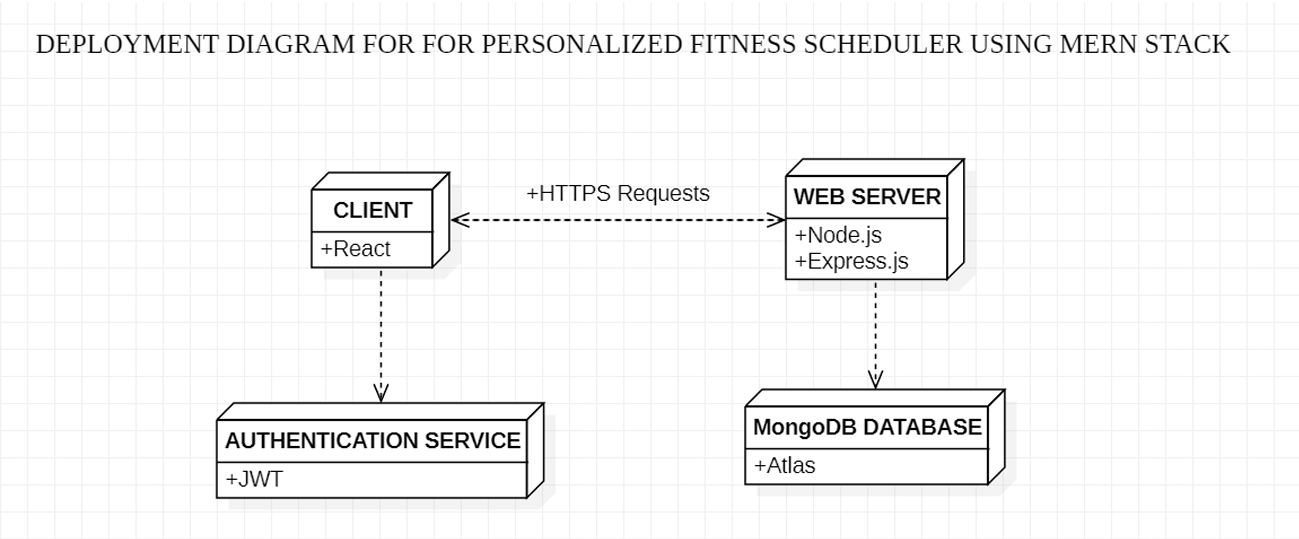 DEPLOYMENT DIAGRAM FOR FOR PERSONALIZED FITNESS SCHEDULER USING MERN STACK
CLIENT
+React
+HTTPS Requests
WEB SERVER
+Node.js
+Express.js
AUTHENTICATION SERVICE
+JWT
MongoDB DATABASE
+Atlas